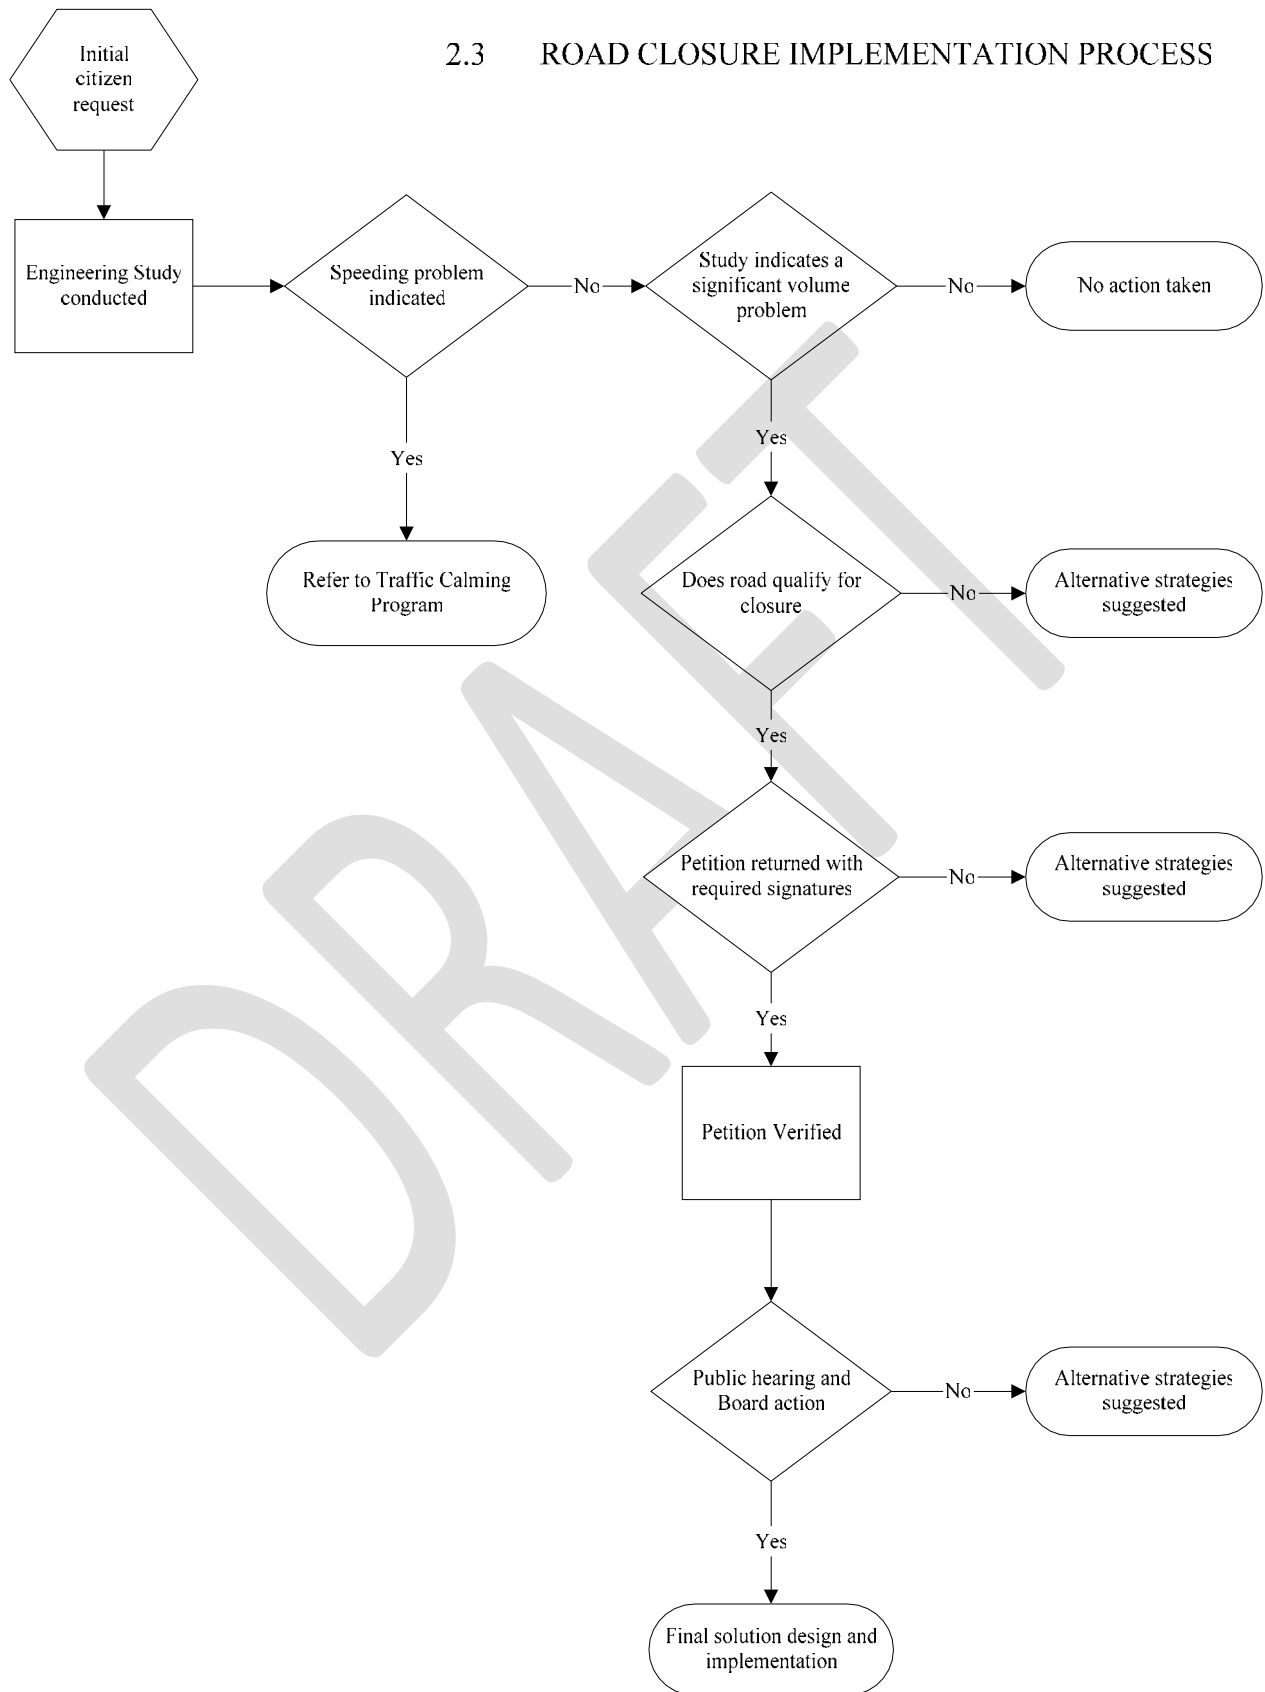 2.3 ROAD CLOSURE IMPLEMENTATION PROCESS
Initial
citizen
request
Engineering Study
conducted
Speeding problem
indicated
No
Study indicates a
significant volume
problem
No
No action taken
Yes
Yes
Refer to Traffic Calming
Program
Does road qualify for
closure
No
Alternative strategies
suggested
Yes
Petition returned with
required signatures
No
Alternative strategies
suggested
Yes
Petition Verified
Public hearing and
Board action
No
Alternative strategies
suggested
Yes
Final solution design and
implementation
DRAFT